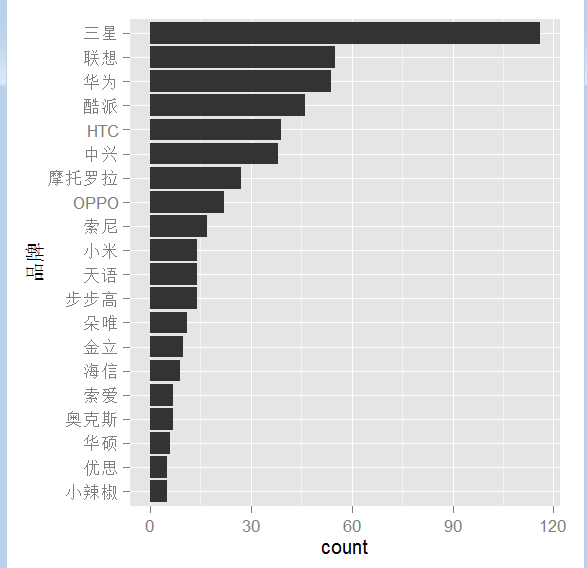 三星
联想
华为
酷派
HTC
中兴
摩托罗拉
OPPO
索尼
小米
天语
步步高
朵唯
金立
海信
索爱
奥克斯
华硕
优思
小辣椒
品牌
0 30 60 90 120
count